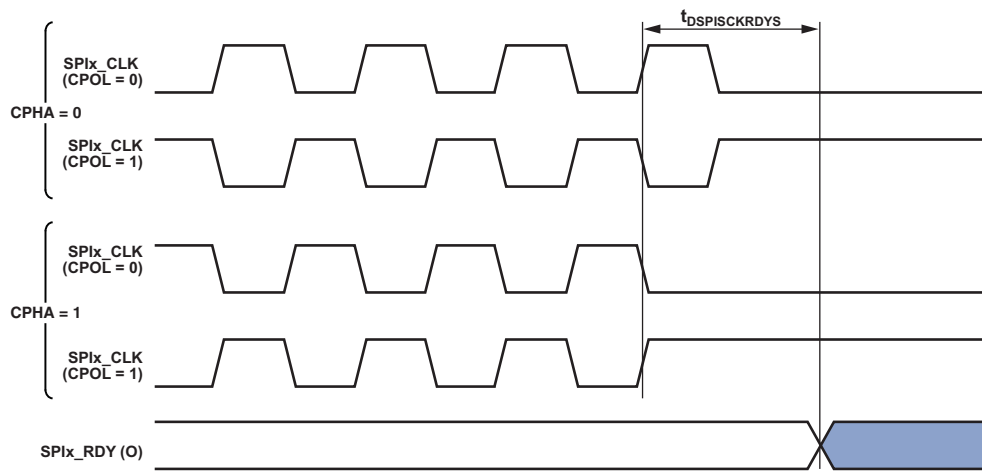 tDSPISCKRDYS
SPIx_CLK
(CPOL = 0)
CPHA = 0
SPIx_CLK
(CPOL = 1)
SPIx_CLK
(CPOL = 0)
CPHA = 1
SPIx_CLK
(CPOL = 1)
SPIx_RDY (O)